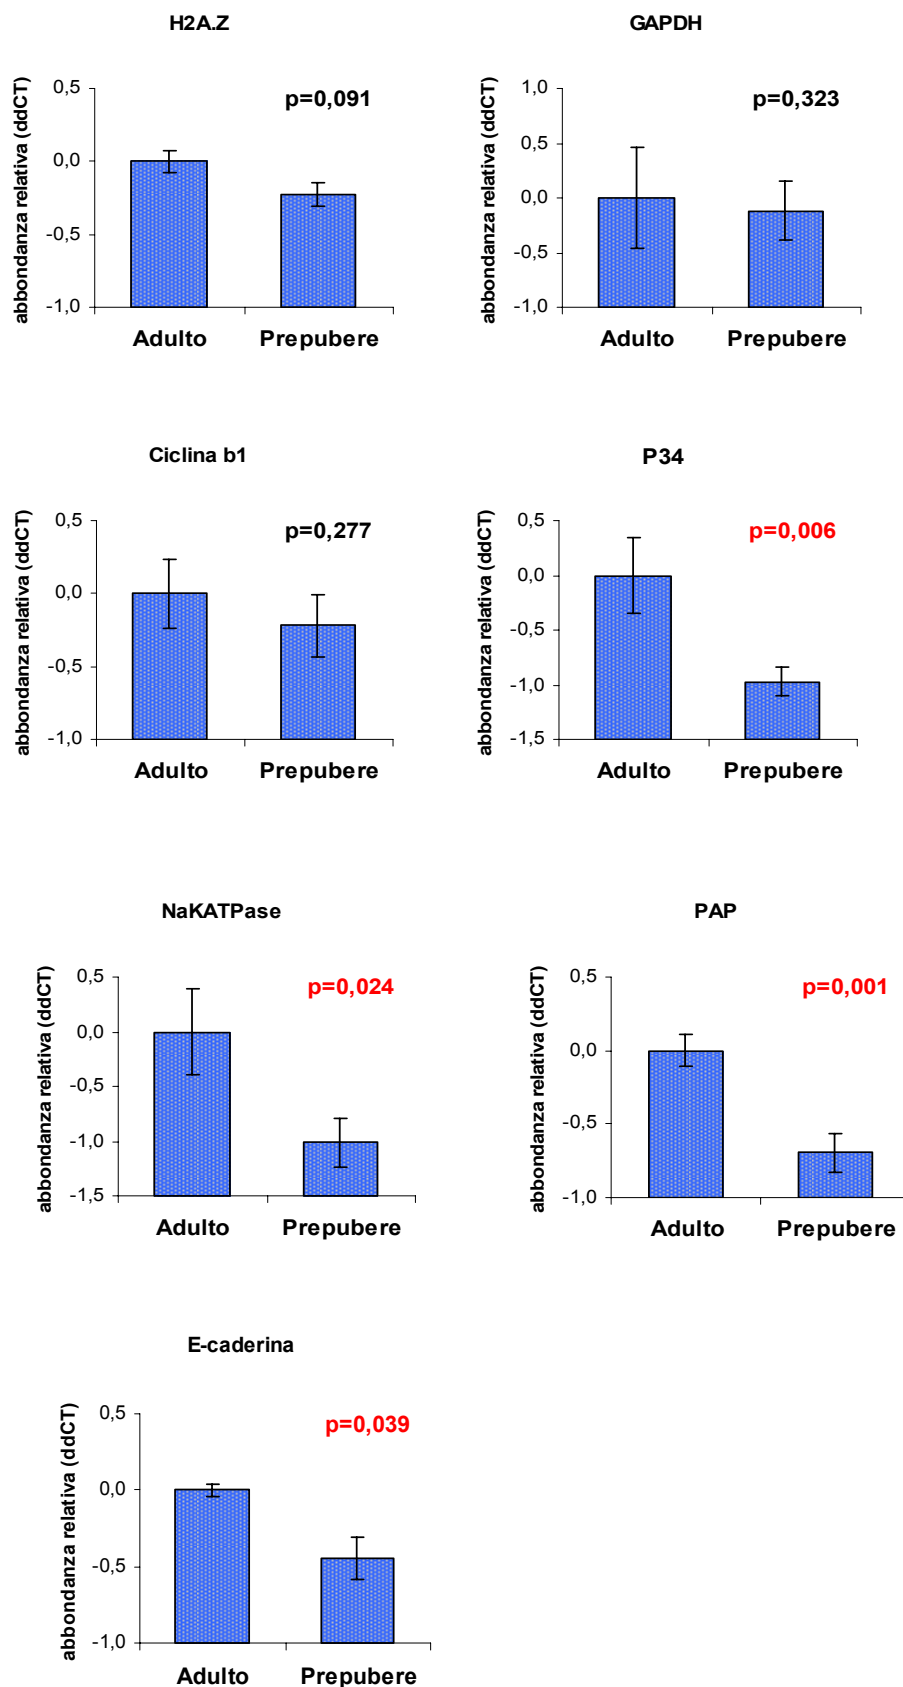 H2A.Z
abbondanza relativa (ddCT)
0,5
0,0
-0,5
-1,0
p=0,091
Adulto Prepubere
GAPDH
abbondanza relativa (ddCT)
1,0
0,5
0,0
-0,5
-1,0
p=0,323
Adulto Prepubere
Ciclina b1
abbondanza relativa (ddCT)
0,5
0,0
-0,5
-1,0
p=0,277
Adulto Prepubere
P34
abbondanza relativa (ddCT)
0,5
0,0
-0,5
-1,0
-1,5
p=0,006
Adulto Prepubere
NaKATPase
abbondanza relativa (ddCT)
0,5
0,0
-0,5
-1,0
-1,5
p=0,024
Adulto Prepubere
PAP
abbondanza relativa (ddCT)
0,5
0,0
-0,5
-1,0
p=0,001
Adulto Prepubere
E-caderina
abbondanza relativa (ddCT)
0,5
0,0
-0,5
-1,0
p=0,039
Adulto Prepubere